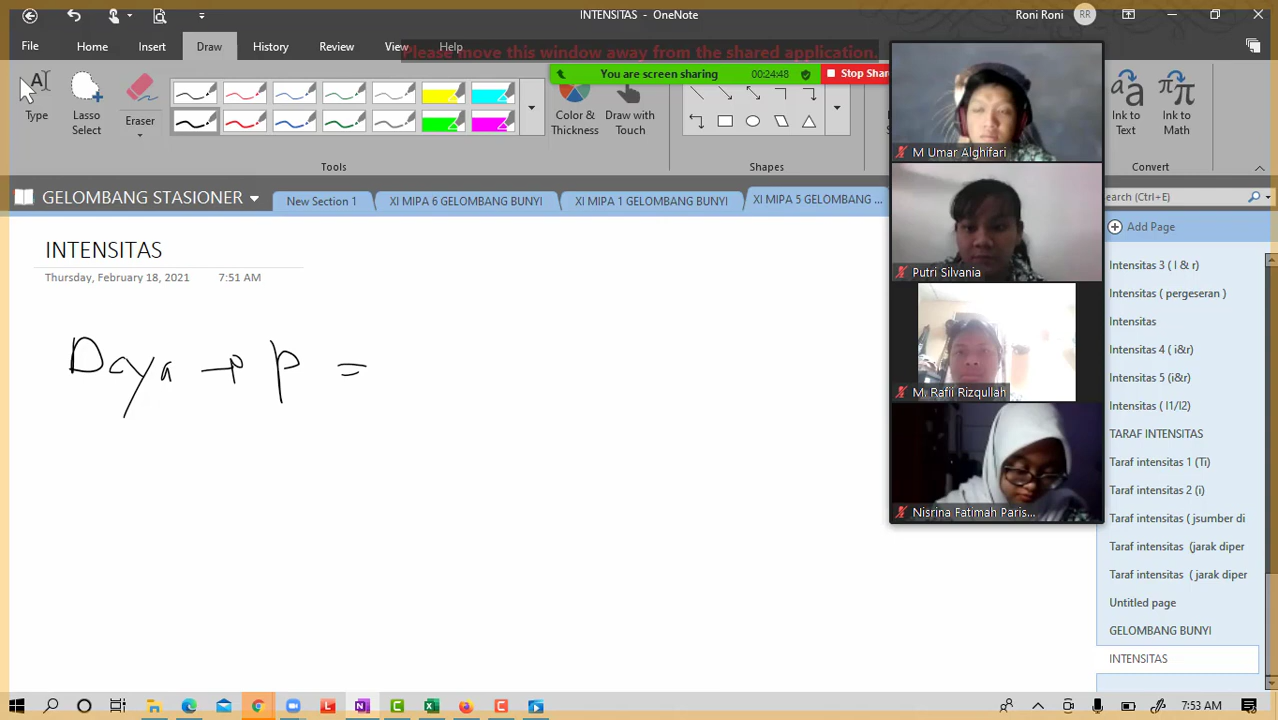 INTENSITAS - OneNote
Roni Roni RR
File Home Insert Draw History Review View Help
Please move this window away from the shared application.
You are screen sharing 00:24:48 Stop Shar
Type
Lasso Select
Eraser
Color & Thickness
Draw with Touch
Ink to Text
Ink to Math
Tools
Shapes
Convert
GELOMBANG STASIONER
New Section 1
XI MIPA 6 GELOMBANG BUNYI
XI MIPA 1 GELOMBANG BUNYI
XI MIPA 5 GELOMBANG ...
earch (Ctrl+E)
INTENSITAS
Thursday, February 18, 2021 7:51 AM
Daya → P =
M Umar Alghifari
Putri Silvania
M. Rafii Rizqullah
Nisrina Fatimah Paris...
Add Page
Intensitas 3 ( I & r)
Intensitas ( pergeseran )
Intensitas
Intensitas 4 ( i&r)
Intensitas 5 (i&r)
Intensitas ( I1/I2)
TARAF INTENSITAS
Taraf intensitas 1 (Ti)
Taraf intensitas 2 (i)
Taraf intensitas ( jsumber di
Taraf intensitas (jarak diper
Taraf intensitas ( jarak diper
Untitled page
GELOMBANG BUNYI
INTENSITAS
7:53 AM